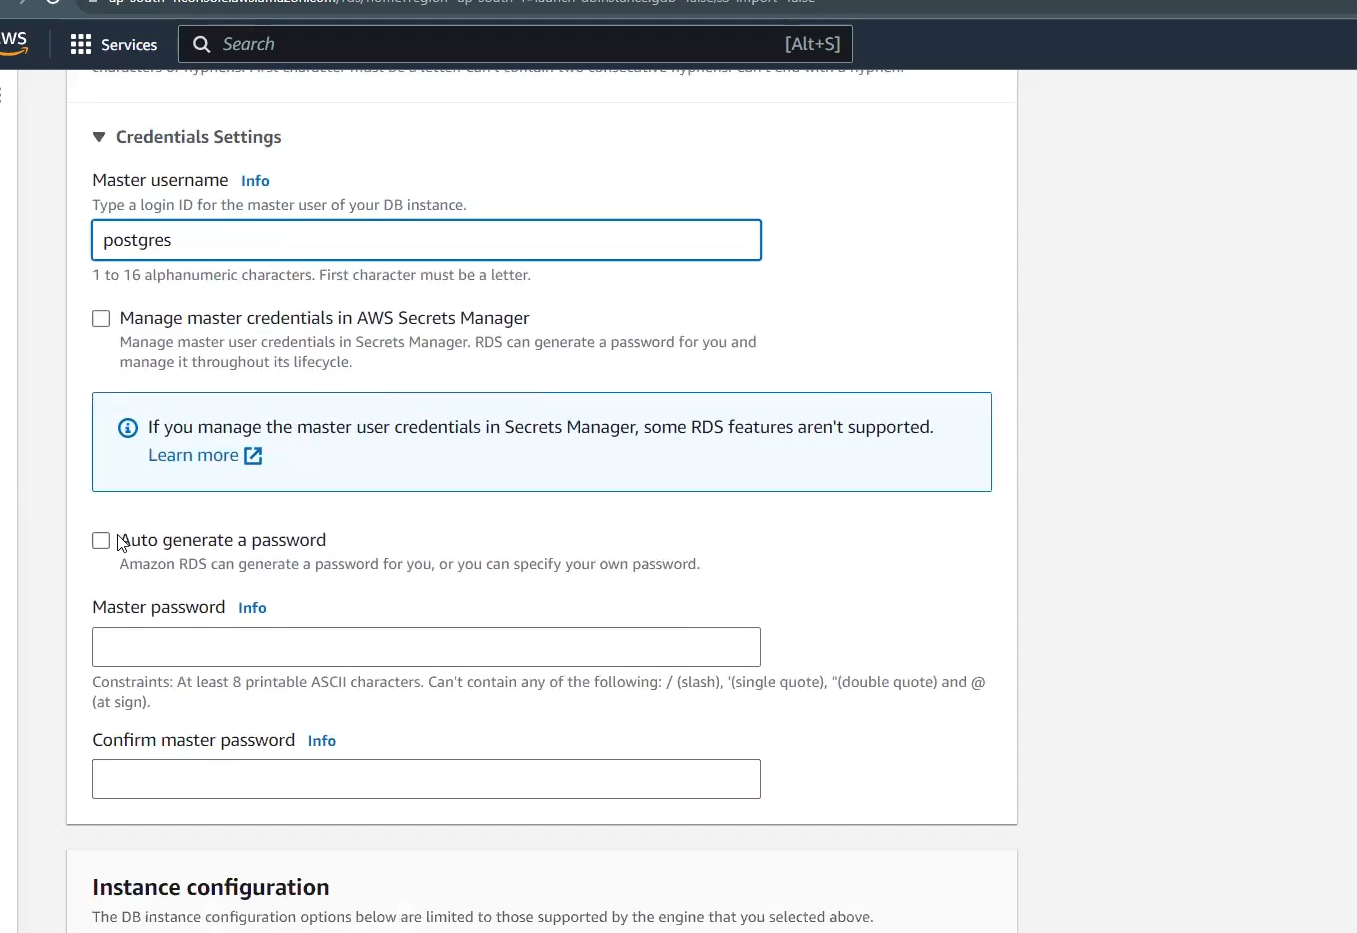 WS
Services
Search
[Alt+S]
Credentials Settings
Master username Info
Type a login ID for the master user of your DB instance.
postgres
1 to 16 alphanumeric characters. First character must be a letter.
Manage master credentials in AWS Secrets Manager
Manage master user credentials in Secrets Manager. RDS can generate a password for you and
manage it throughout its lifecycle.
If you manage the master user credentials in Secrets Manager, some RDS features aren't supported.
Learn more
Auto generate a password
Amazon RDS can generate a password for you, or you can specify your own password.
Master password Info
Constraints: At least 8 printable ASCII characters. Can't contain any of the following: / (slash), '(single quote), "(double quote) and @
(at sign).
Confirm master password Info
Instance configuration
The DB instance configuration options below are limited to those supported by the engine that you selected above.